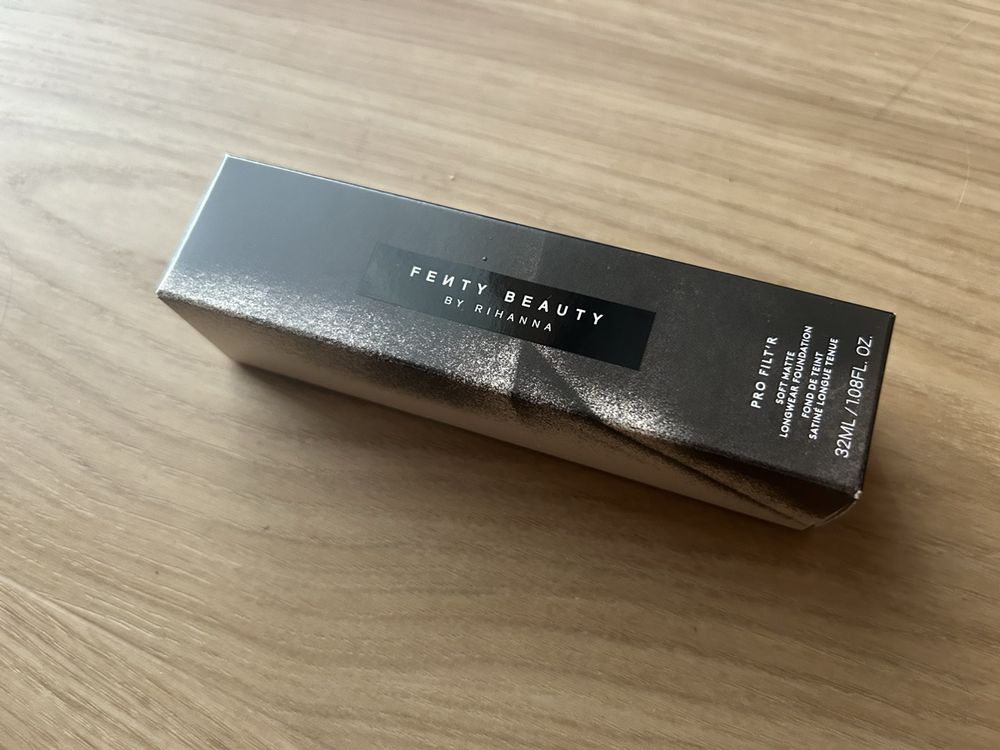 FEИTY BEAUTY
BY RIHANNA
PRO FILT'R
SOFT MATTE
LONGWEAR FOUNDATION
FOND DE TEINT
SATINÉ LONGUE TENUE
32ML / 1.08FL. OZ.